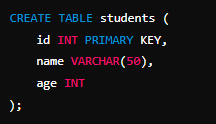 CREATE TABLE students (
    id INT PRIMARY KEY,
    name VARCHAR(50),
    age INT
);